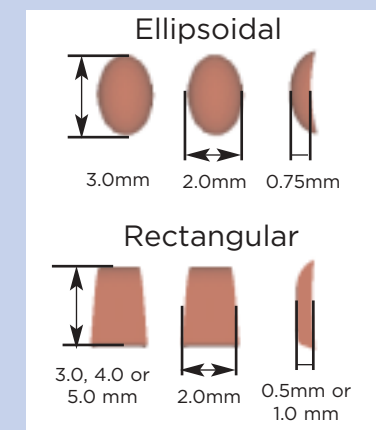 Ellipsoidal
3.0mm 2.0mm 0.75mm
Rectangular
3.0, 4.0 or
5.0 mm
2.0mm
0.5mm or
1.0 mm